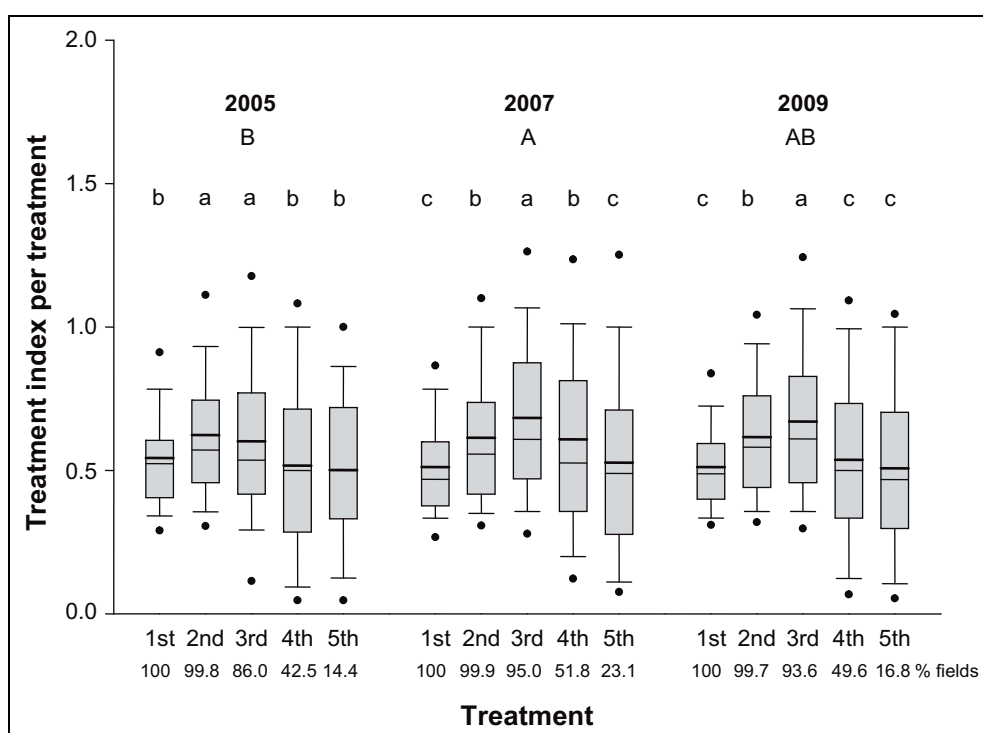 2.0
2005 2007 2009
B A AB
1.5
b a a b b c b a b c c b a c c
1.0
0.5
0.0
Treatment index per treatment
1st 2nd 3rd 4th 5th 1st 2nd 3rd 4th 5th 1st 2nd 3rd 4th 5th
100 99.8 86.0 42.5 14.4 100 99.9 95.0 51.8 23.1 100 99.7 93.6 49.6 16.8 % fields
Treatment